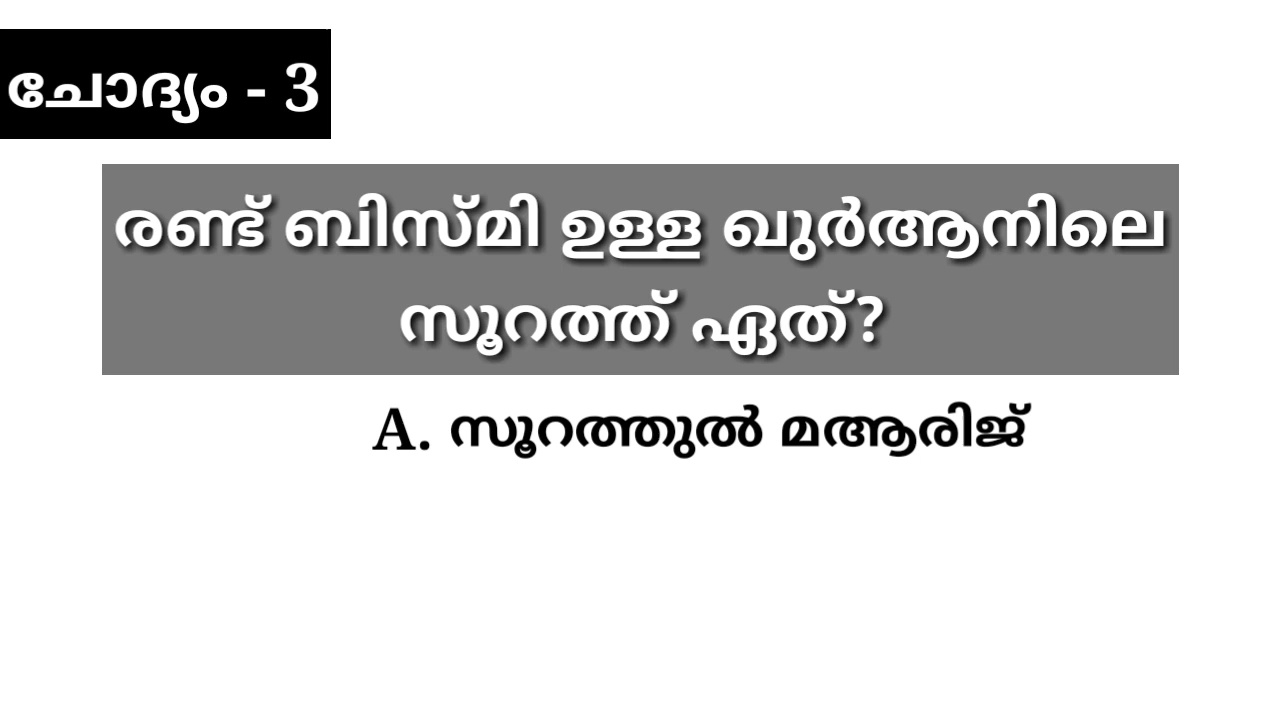 ചോദ്യം - 3
രണ്ട് ബിസ്മി ഉള്ള ഖുർആനിലെ
സൂറത്ത് ഏത്?
A. സൂറത്തുൽ മആരിജ്